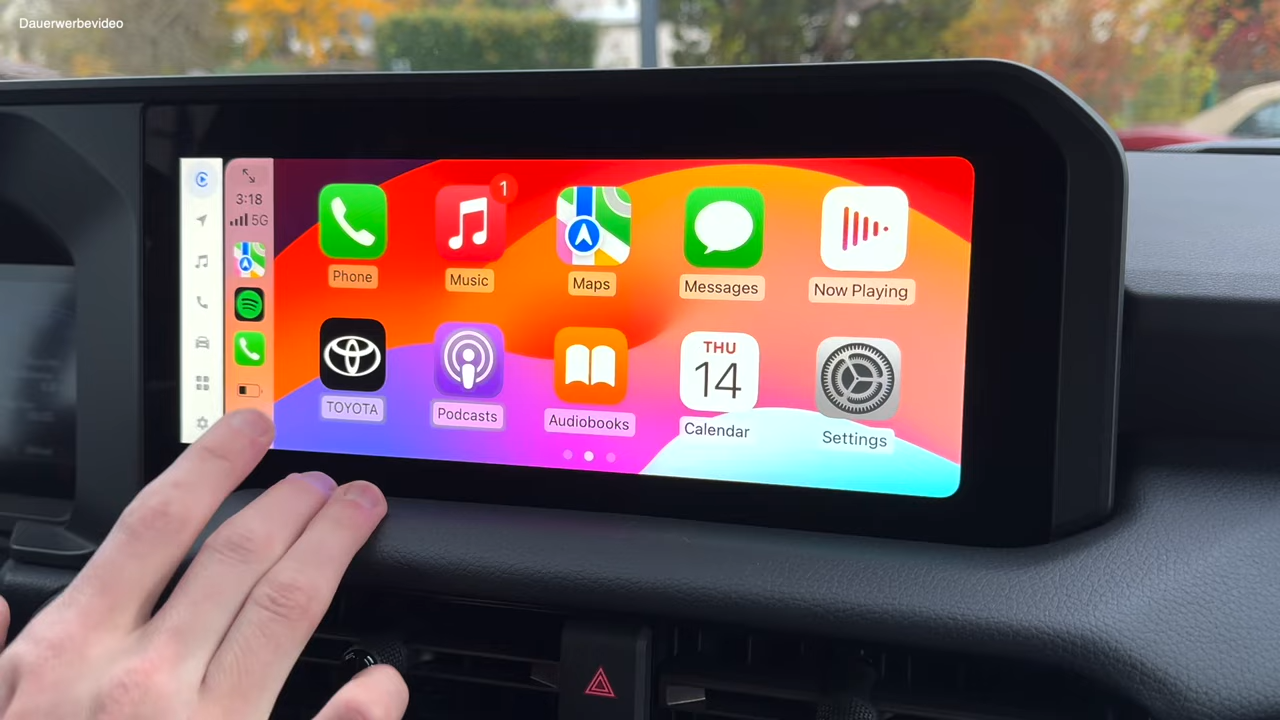 Dauerwerbevideo
3:18
5G
1
Phone
Music
Maps
Messages
Now Playing
THU
14
TOYOTA
Podcasts
Audiobooks
Calendar
Settings